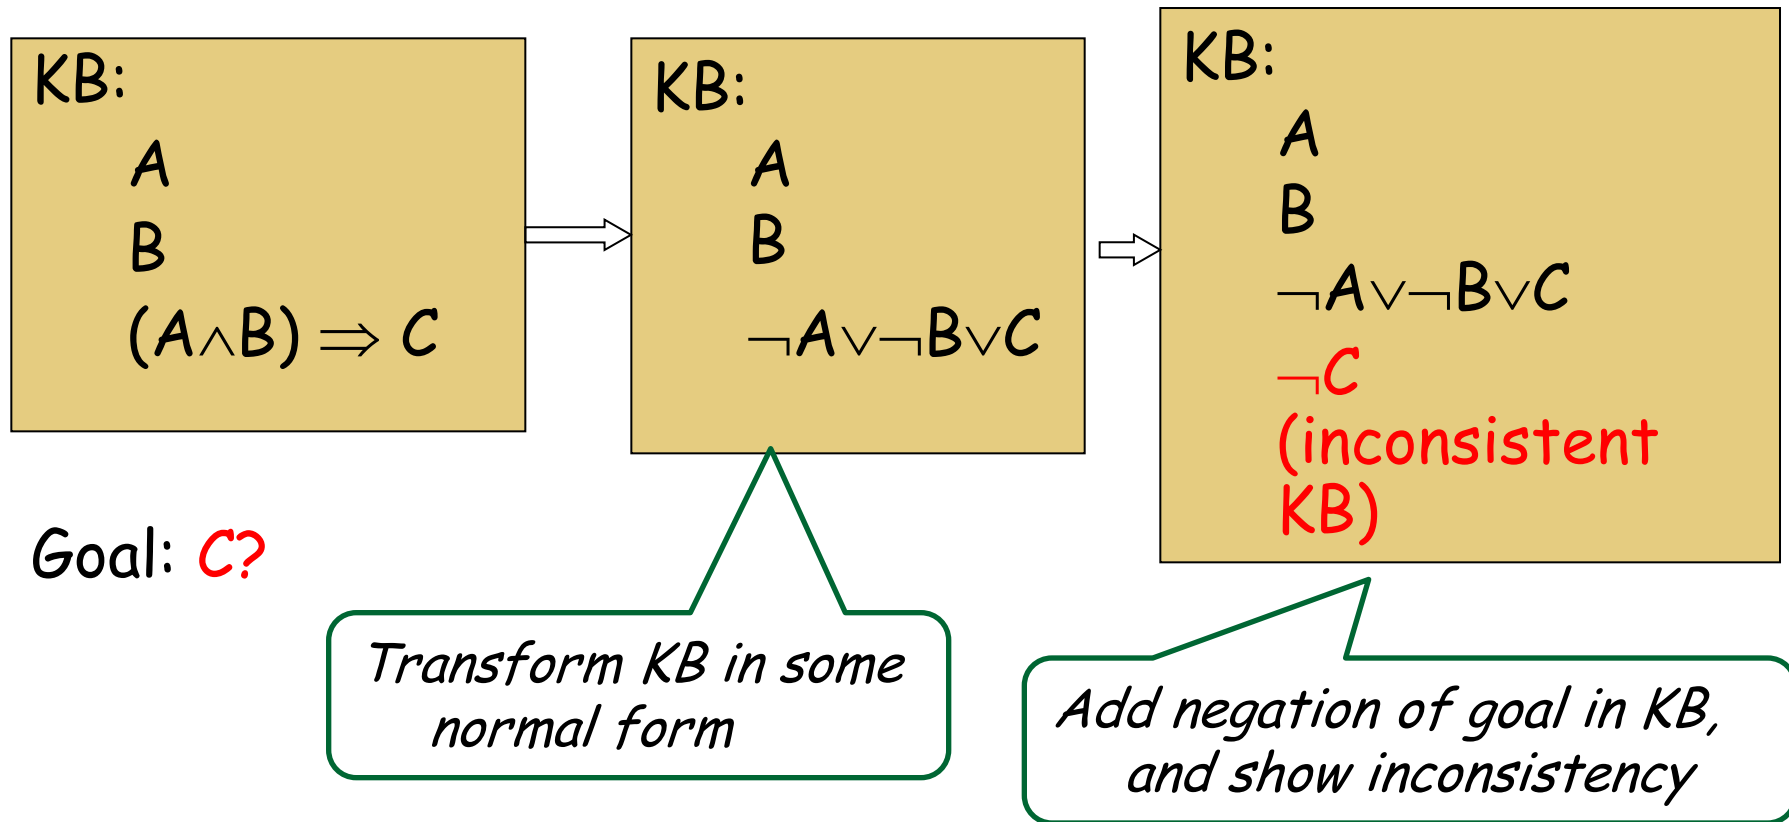 KB:
A
B
(A∧B) ⇒ C
Goal: C?
KB:
A
B
¬A∨¬B∨C
Transform KB in some
normal form
KB:
A
B
¬A∨¬B∨C
¬C
(inconsistent
KB)
Add negation of goal in KB,
and show inconsistency